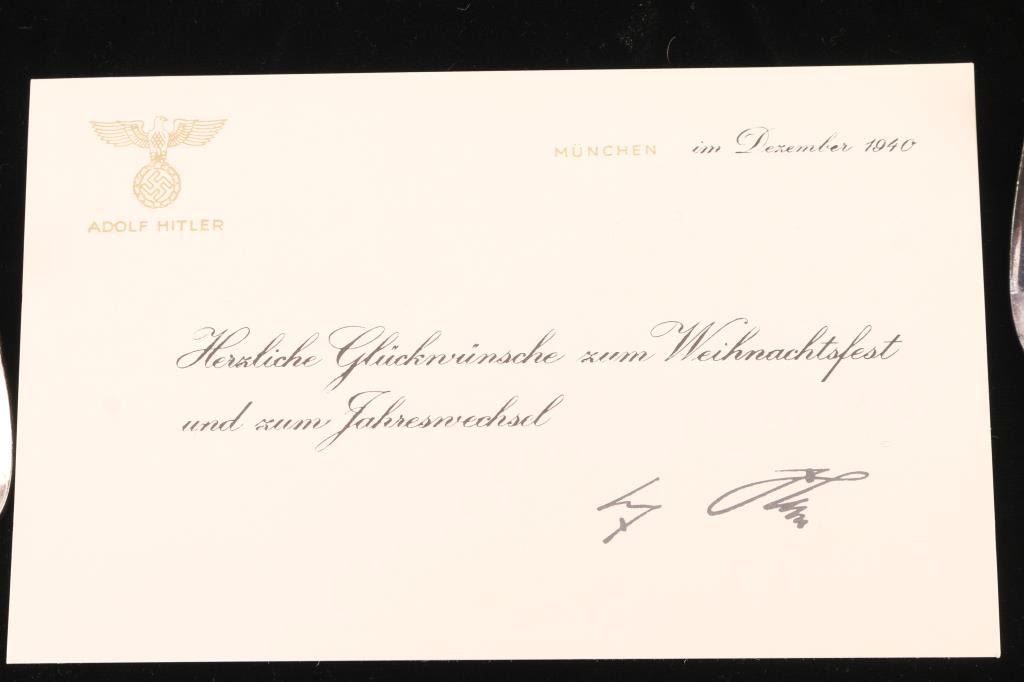 MÜNCHEN im Dezember 1940
ADOLF HITLER
Herzliche Glückwünsche zum Weihnachtsfest
und zum Jahreswechsel